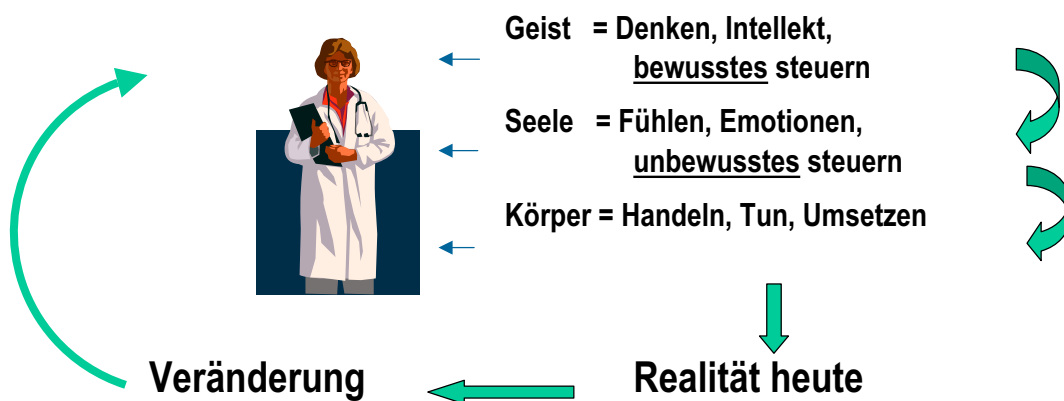 Geist = Denken, Intellekt,
bewusstes steuern
Seele = Fühlen, Emotionen,
unbewusstes steuern
Körper = Handeln, Tun, Umsetzen
Veränderung
Realität heute